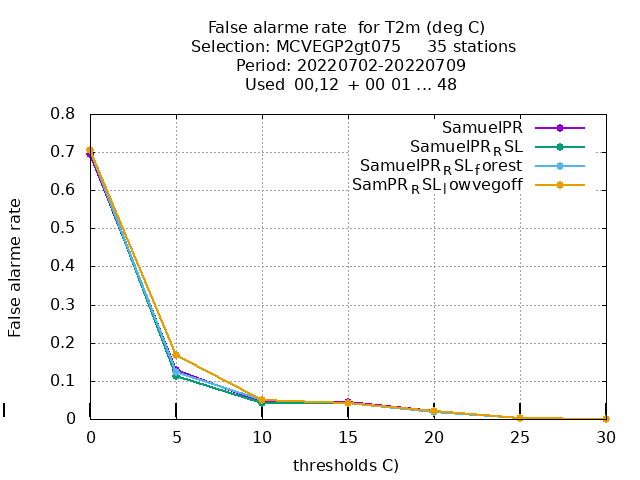 False alarme rate  for T2m (deg C)
Selection: MCVEGP2gt075     35 stations
Period: 20220702-20220709
Used  00,12  + 00 01 ... 48
SamuelPR
SamuelPR_RSL
SamuelPR_RSL_forest
SamPR_RSL_lowvegoff
False alarme rate
0.8
0.7
0.6
0.5
0.4
0.3
0.2
0.1
0
0 5 10 15 20 25 30
thresholds C)